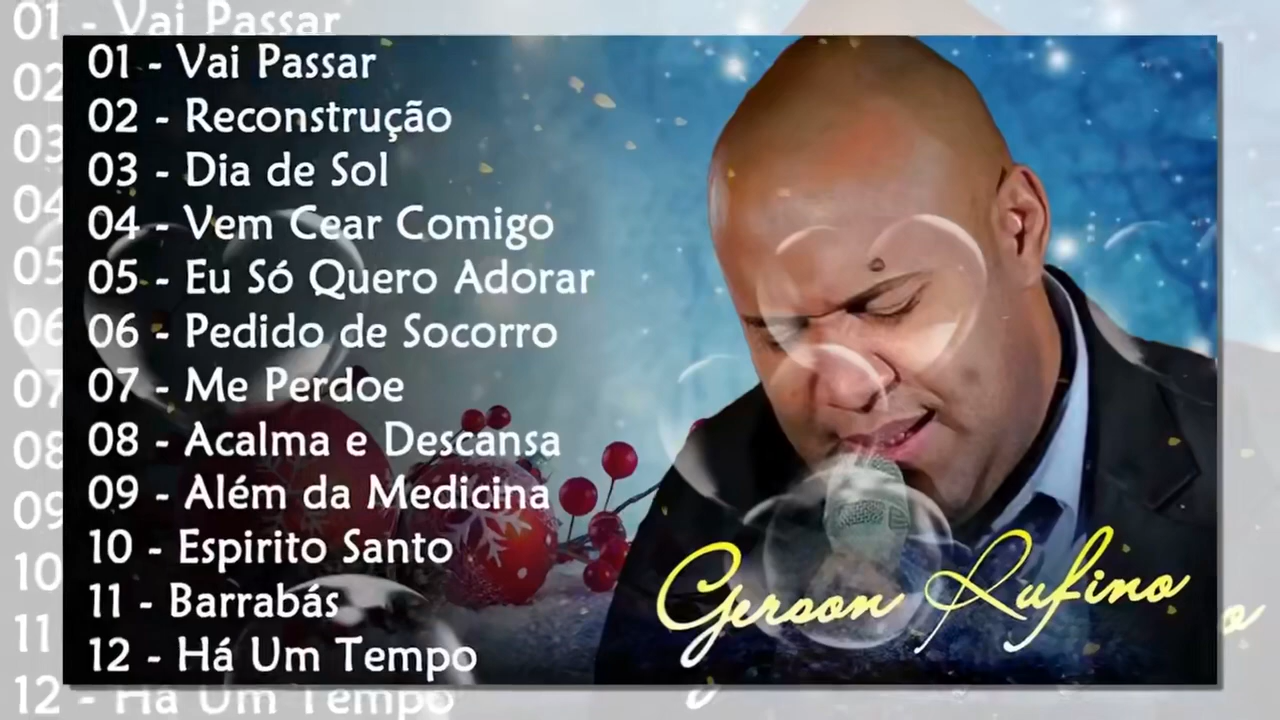 01 - Vai Passar
02 - Reconstrução
03 - Dia de Sol
04 - Vem Cear Comigo
05 - Eu Só Quero Adorar
06 - Pedido de Socorro
07 - Me Perdoe
08 - Acalma e Descansa
09 - Além da Medicina
10 - Espirito Santo
11 - Barrabás
12 - Há Um Tempo
Gerson Rufino